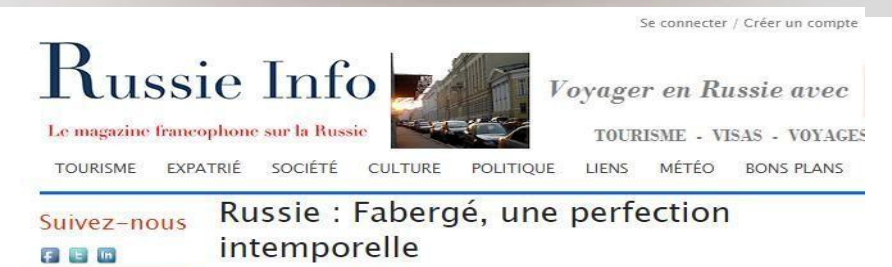 Se connecter / Créer un compte
Russie Info
Voyager en Russie avec
Le magazine francophone sur la Russie
TOURISME - VISAS - VOYAGES
TOURISME EXPATRIÉ SOCIÉTÉ CULTURE POLITIQUE LIENS MÉTÉO BONS PLANS
Suivez-nous
Russie : Fabergé, une perfection
intemporelle
f t in